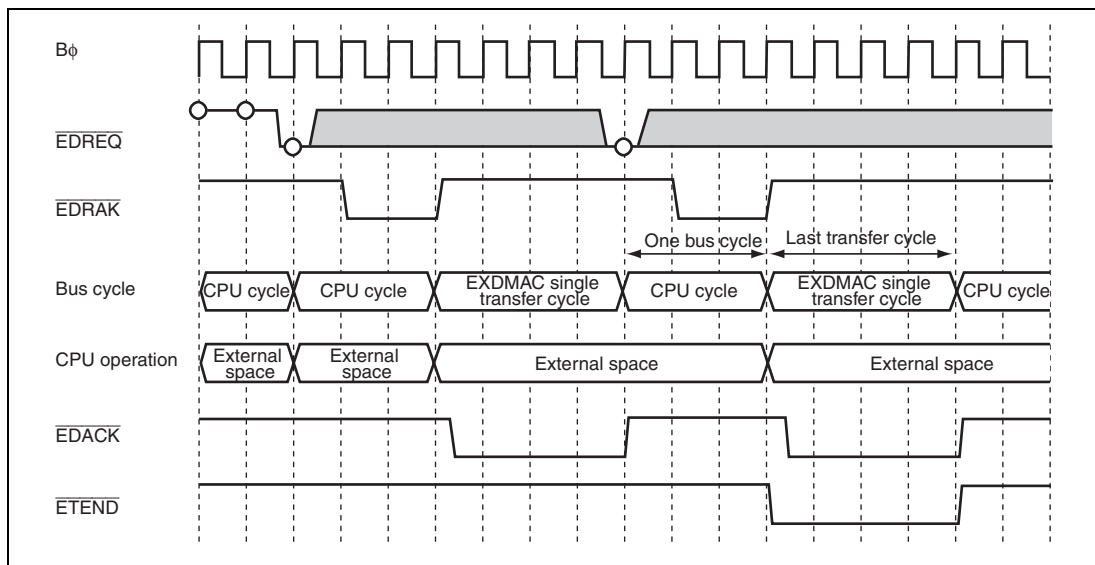 Bφ
EDREQ
EDRAK
One bus cycle
Last transfer cycle
Bus cycle
CPU cycle
CPU cycle
EXDMAC single
transfer cycle
CPU cycle
EXDMAC single
transfer cycle
CPU cycle
CPU operation
External
space
External
space
External space
External space
EDACK
ETEND